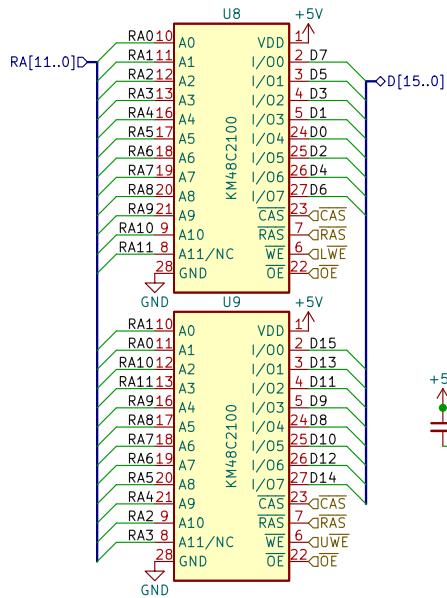 U8
+5V
RA[11..0]
D[15..0]
RA0 10 A0 VDD 1
RA1 11 A1 I/O0 2 D7
RA2 12 A2 I/O1 3 D5
RA3 13 A3 I/O2 4 D3
RA4 16 A4 I/O3 5 D1
RA5 17 A5 I/O4 24 D0
RA6 18 A6 I/O5 25 D2
RA7 19 A7 I/O6 26 D4
RA8 20 A8 I/O7 27 D6
RA9 21 A9 CAS 23 CAS
RA10 9 A10 RAS 7 RAS
RA11 8 A11/NC WE 6 LWE
28 GND OE 22 OE
KM48C2100
GND
U9
+5V
RA1 10 A0 VDD 1
RA0 11 A1 I/O0 2 D15
RA10 12 A2 I/O1 3 D13
RA11 13 A3 I/O2 4 D11
RA9 16 A4 I/O3 5 D9
RA8 17 A5 I/O4 24 D8
RA7 18 A6 I/O5 25 D10
RA6 19 A7 I/O6 26 D12
RA5 20 A8 I/O7 27 D14
RA4 21 A9 CAS 23 CAS
RA2 9 A10 RAS 7 RAS
RA3 8 A11/NC WE 6 UWE
28 GND OE 22 OE
KM48C2100
GND